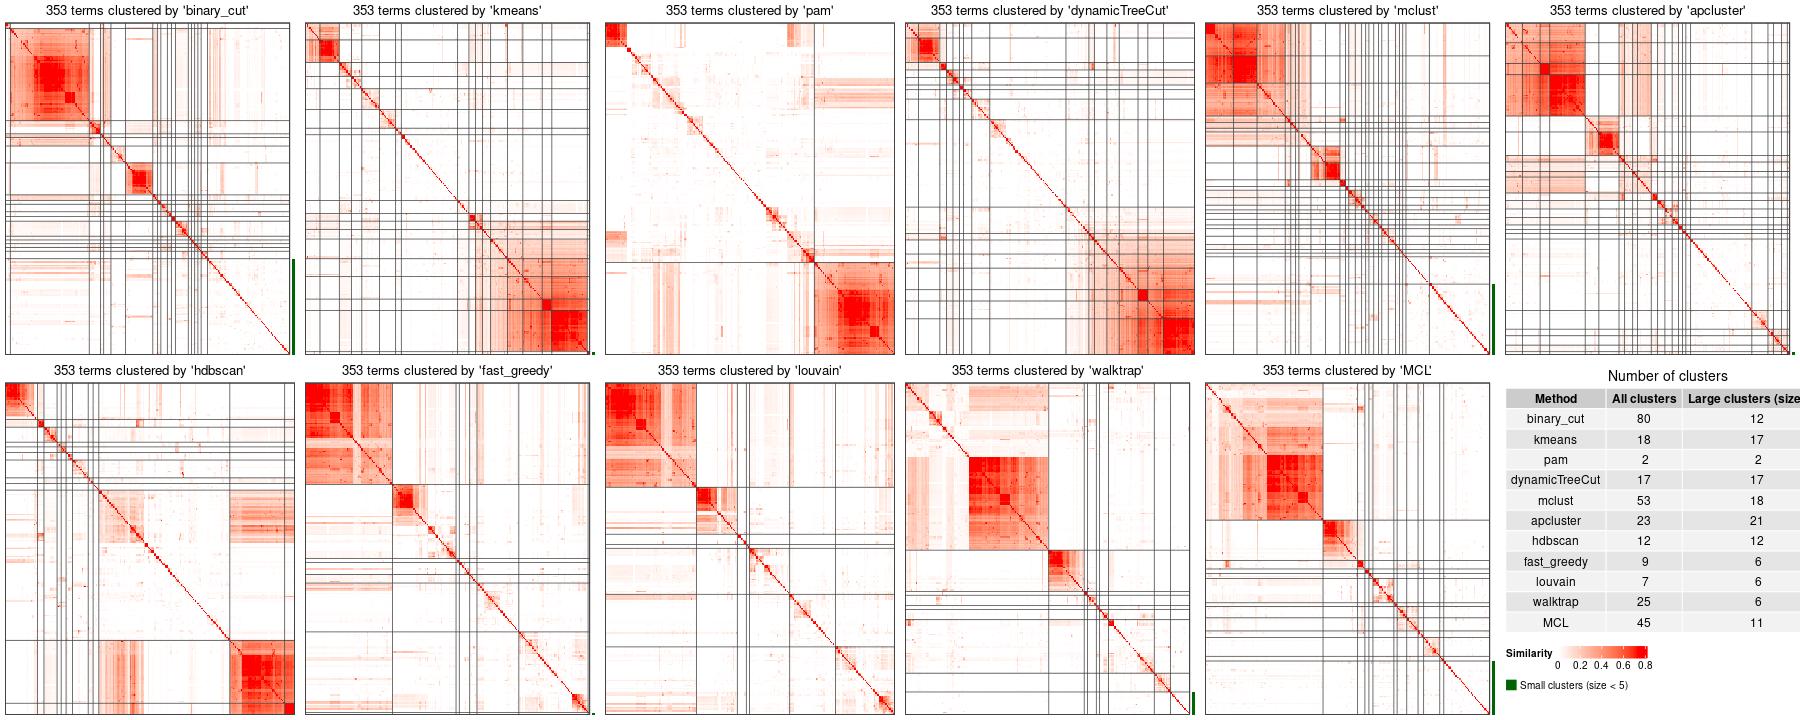 353 terms clustered by 'binary_cut'
353 terms clustered by 'kmeans'
353 terms clustered by 'pam'
353 terms clustered by 'dynamicTreeCut'
353 terms clustered by 'mclust'
353 terms clustered by 'apcluster'
353 terms clustered by 'hdbscan'
353 terms clustered by 'fast_greedy'
353 terms clustered by 'louvain'
353 terms clustered by 'walktrap'
353 terms clustered by 'MCL'
Number of clusters
Method All clusters Large clusters (size
binary_cut 80 12
kmeans 18 17
pam 2 2
dynamicTreeCut 17 17
mclust 53 18
apcluster 23 21
hdbscan 12 12
fast_greedy 9 6
louvain 7 6
walktrap 25 6
MCL 45 11
Similarity
0 0.2 0.4 0.6 0.8
Small clusters (size < 5)